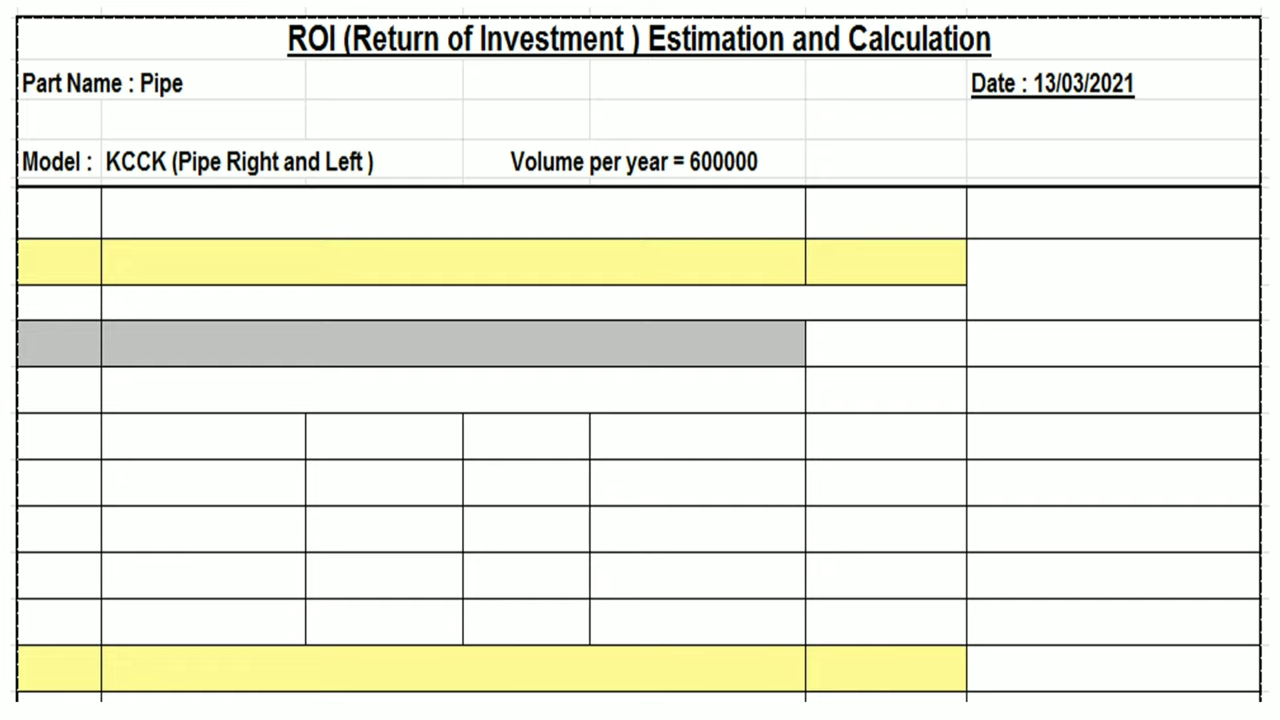 ROI (Return of Investment ) Estimation and Calculation
Part Name : Pipe
Date : 13/03/2021
Model : KCCK (Pipe Right and Left ) Volume per year = 600000